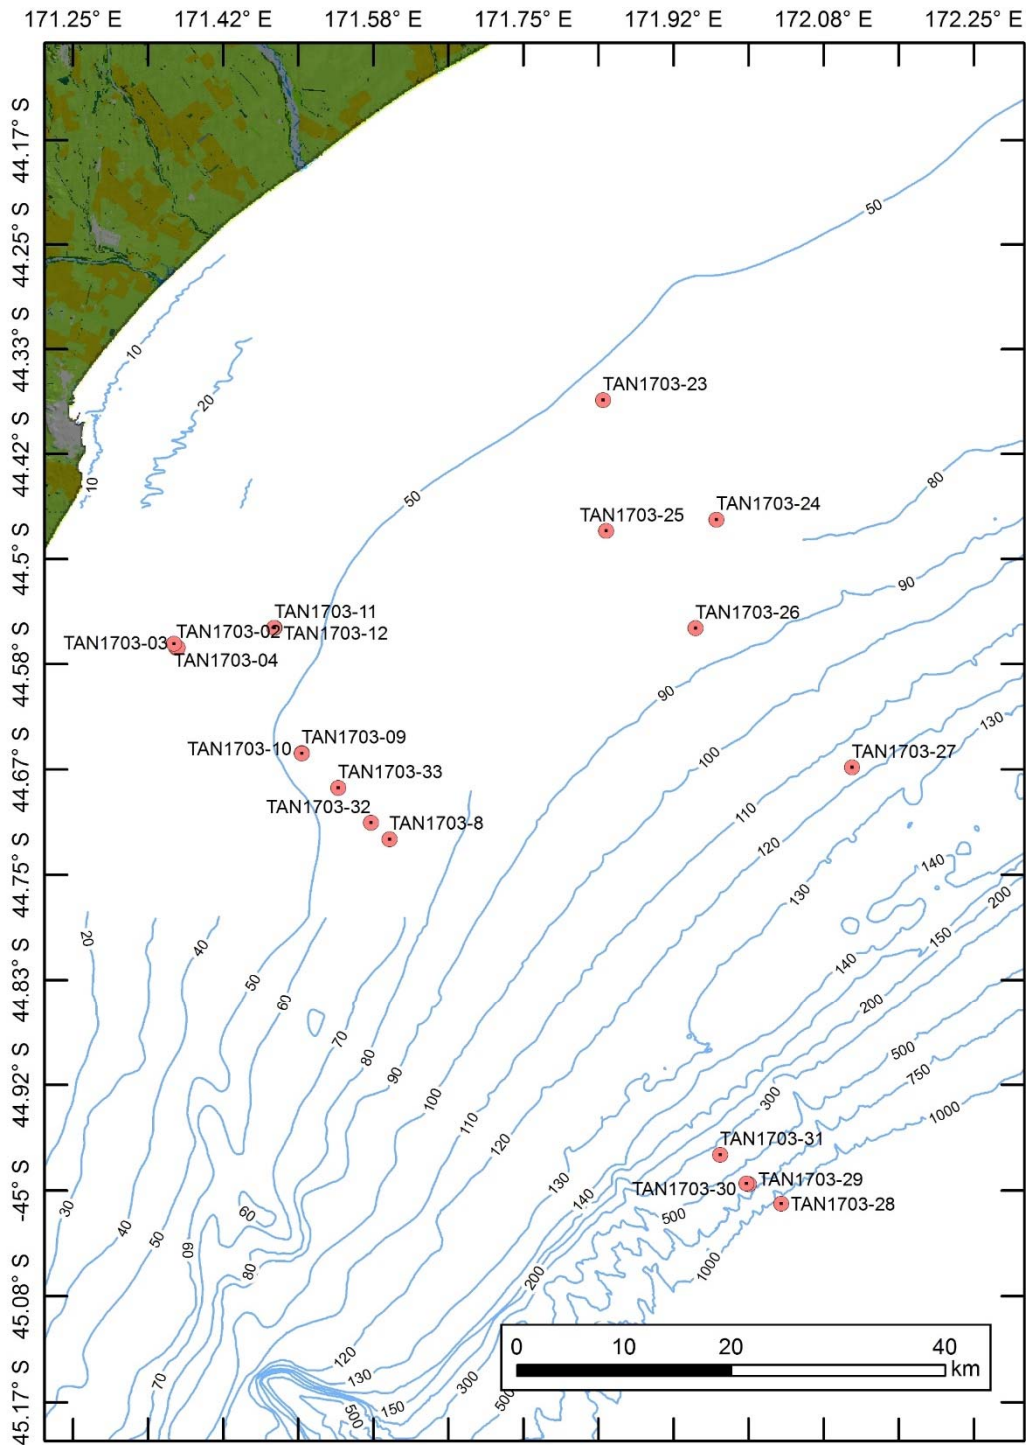 171.25° E 171.42° E 171.58° E 171.75° E 171.92° E 172.08° E 172.25° E
44.17° S
50
44.25° S
10
44.33° S
TAN1703-23
20
44.42° S
10
50
80
TAN1703-24
TAN1703-25
44.5° S
90
TAN1703-11
TAN1703-26
TAN1703-02
TAN1703-12
TAN1703-03
TAN1703-04
44.58° S
90
130
TAN1703-09
TAN1703-10
100
TAN1703-27
44.67° S
TAN1703-33
TAN1703-32
110
TAN1703-8
120
44.75° S
140
130
200
20
40
150
140
44.83° S
50
60
200
70
500
80
90
750
44.92° S
100
300
1000
110
120
TAN1703-31
130
TAN1703-29
TAN1703-30
-45° S
140
TAN1703-28
30
60
500
40
50
60
80
1000
200
45.08° S
0 10 20 40
km
120
130
70
300
150
500
500
45.17° S